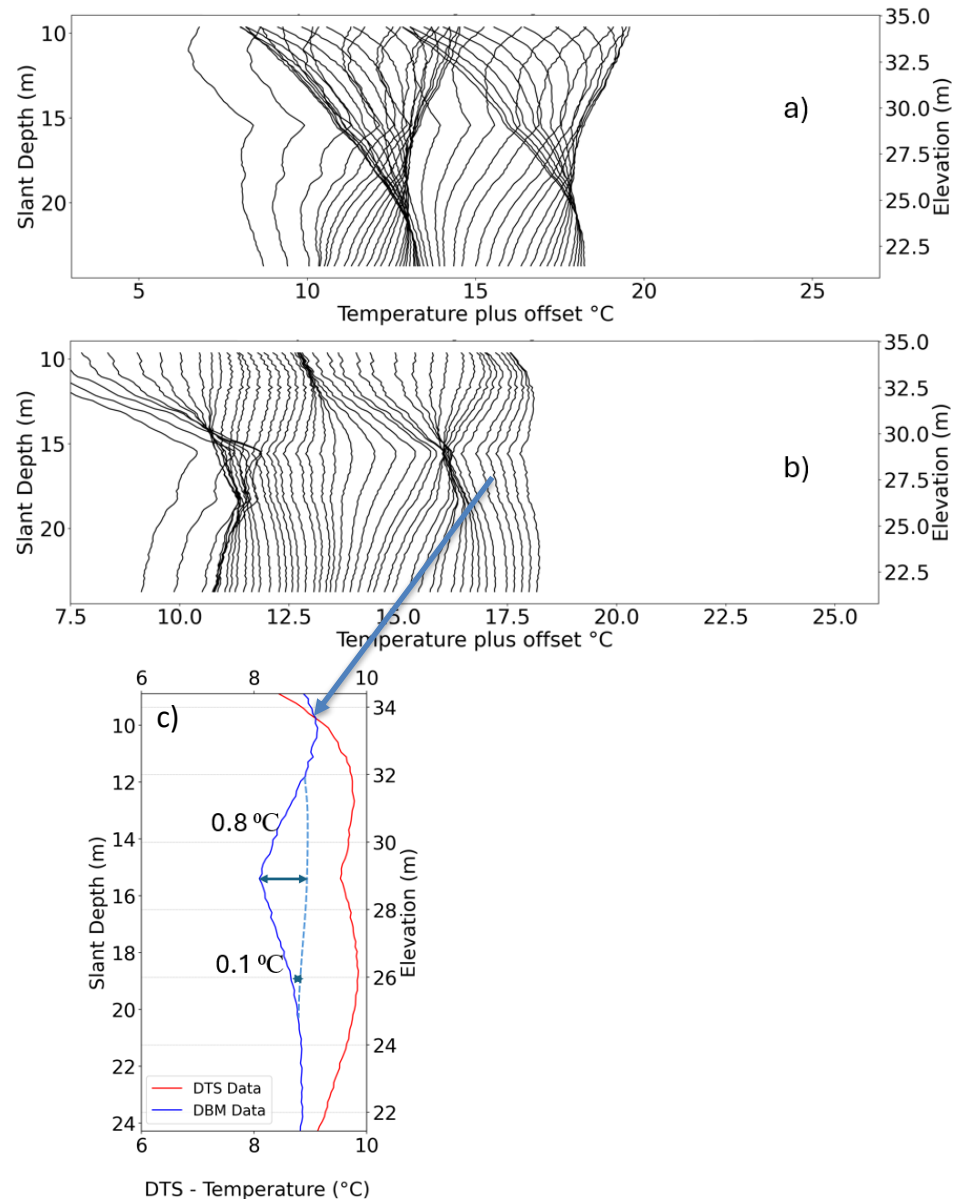 10
15
20
Slant Depth (m)
a)
35.0
32.5
30.0
27.5
25.0
22.5
Elevation (m)
5 10 15 20 25
Temperature plus offset °C
10
15
20
Slant Depth (m)
b)
35.0
32.5
30.0
27.5
25.0
22.5
Elevation (m)
7.5 10.0 12.5 15.0 17.5 20.0 22.5 25.0
Temperature plus offset °C
6 8 10
c)
10
12
14
16
18
20
22
24
Slant Depth (m)
0.8 ºC
0.1 ºC
34
32
30
28
26
24
22
Elevation (m)
DTS Data
DBM Data
6 8 10
DTS - Temperature (°C)